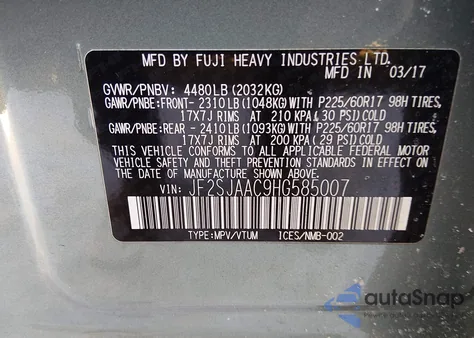 MFD BY FUJI HEAVY INDUSTRIES LTD.
MFD IN 03/17
GVWR/PNBV: 4480LB(2032KG)
GAWR/PNBE:FRONT- 2310LB(1048KG)WITH P225/60R17 98H TIRES,
17X7J RIMS AT 210 KPA(30 PSI)COLD
GAWR/PNBE:REAR - 2410LB(1093KG)WITH P225/60R17 98H TIRES,
17X7J RIMS AT 200 KPA(29 PSI)COLD
THIS VEHICLE CONFORMS TO ALL APPLICABLE FEDERAL
MOTOR VEHICLE SAFETY, BUMPER, AND THEFT PREVENTION
STANDARDS IN EFFECT ON THE DATE OF MANUFACTURE
SHOWN ABOVE.
VIN: JF2SJAAC9HG585007
TYPE:MPV/VTUM ICES/NMB-002
autoSnap
Powered by AutoBidMaster